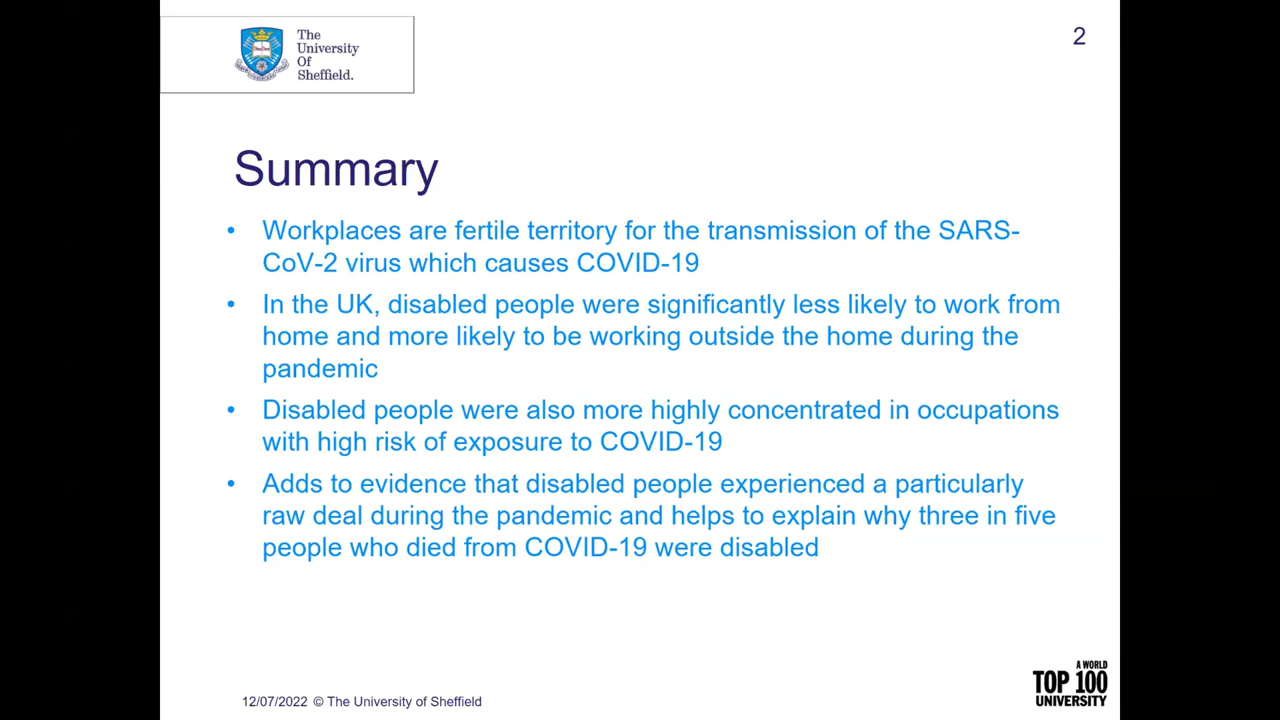 The
University
Of
Sheffield.
2
Summary
• Workplaces are fertile territory for the transmission of the SARS-
CoV-2 virus which causes COVID-19
• In the UK, disabled people were significantly less likely to work from
home and more likely to be working outside the home during the
pandemic
• Disabled people were also more highly concentrated in occupations
with high risk of exposure to COVID-19
• Adds to evidence that disabled people experienced a particularly
raw deal during the pandemic and helps to explain why three in five
people who died from COVID-19 were disabled
12/07/2022 © The University of Sheffield
A WORLD
TOP 100
UNIVERSITY